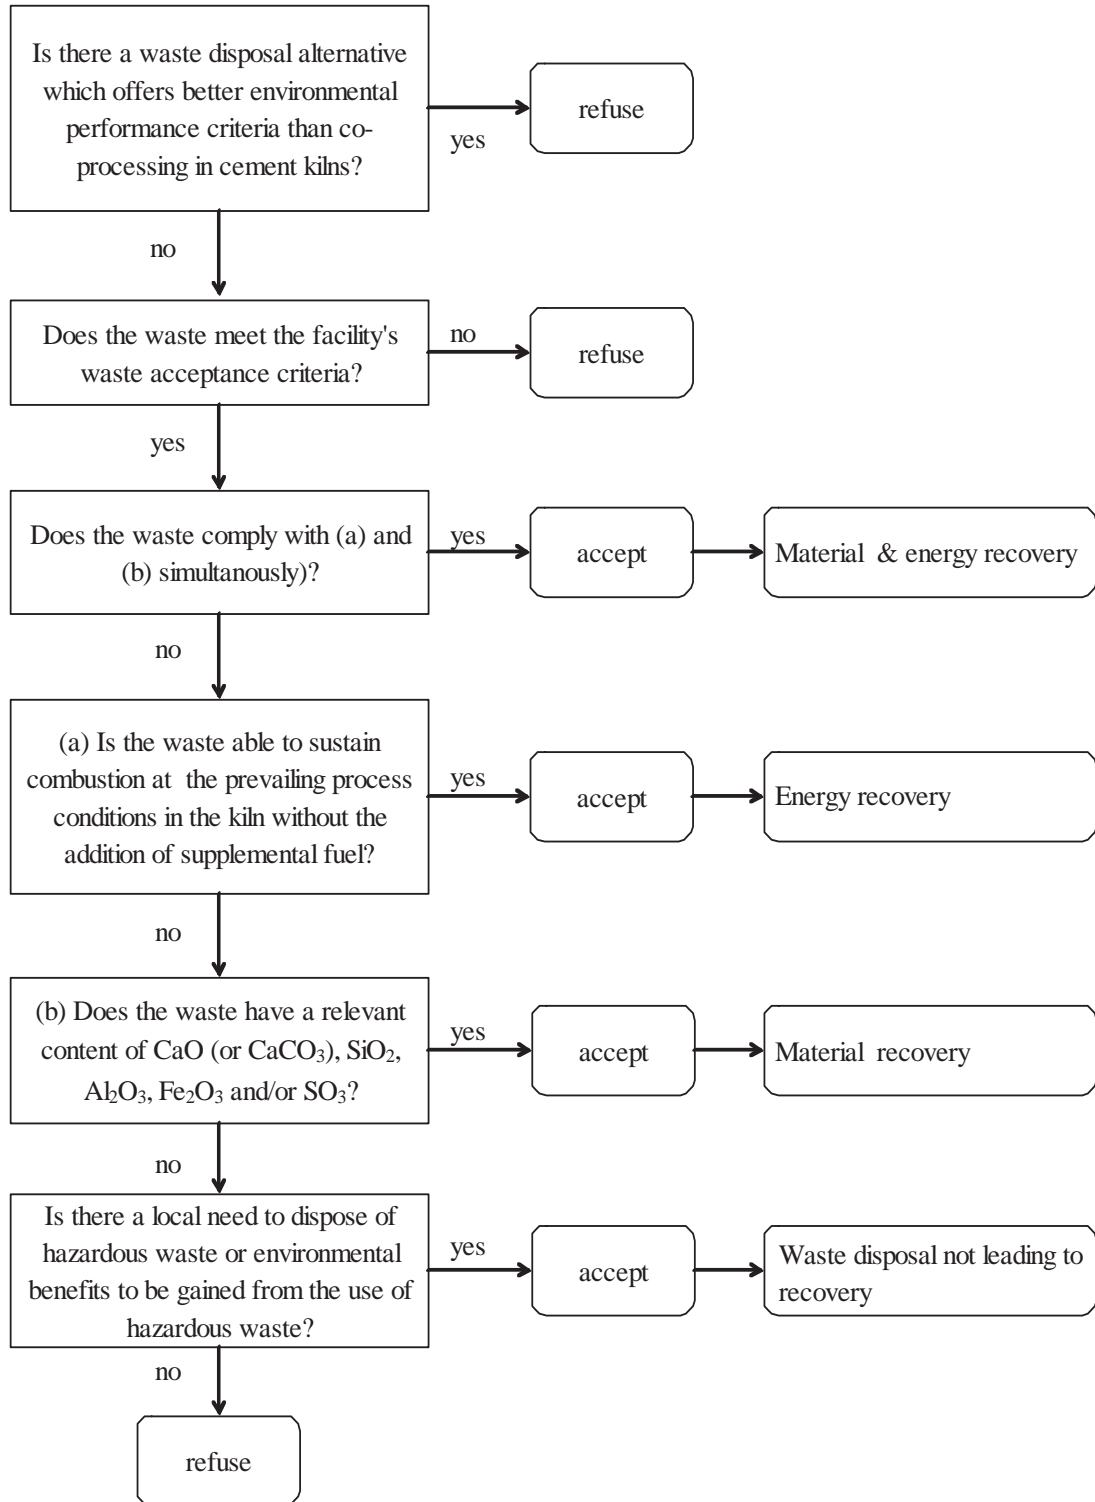 Is there a waste disposal alternative
which offers better environmental
performance criteria than co-
processing in cement kilns?
yes
refuse
no
Does the waste meet the facility's
waste acceptance criteria?
no
refuse
yes
Does the waste comply with (a) and
(b) simultanously)?
yes
accept
Material & energy recovery
no
(a) Is the waste able to sustain
combustion at the prevailing process
conditions in the kiln without the
addition of supplemental fuel?
yes
accept
Energy recovery
no
(b) Does the waste have a relevant
content of CaO (or CaCO₃), SiO₂,
Al₂O₃, Fe₂O₃ and/or SO₃?
yes
accept
Material recovery
no
Is there a local need to dispose of
hazardous waste or environmental
benefits to be gained from the use of
hazardous waste?
yes
accept
Waste disposal not leading to
recovery
no
refuse